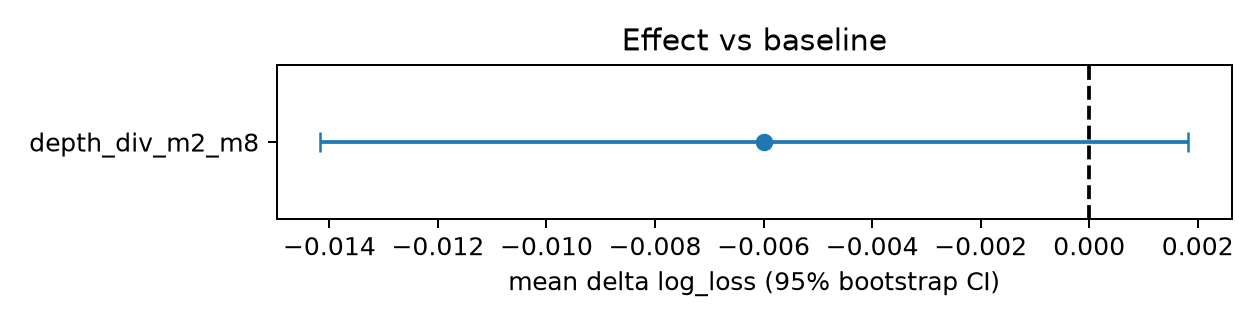 Effect vs baseline
depth_div_m2_m8
−0.014 −0.012 −0.010 −0.008 −0.006 −0.004 −0.002 0.000 0.002
mean delta log_loss (95% bootstrap CI)